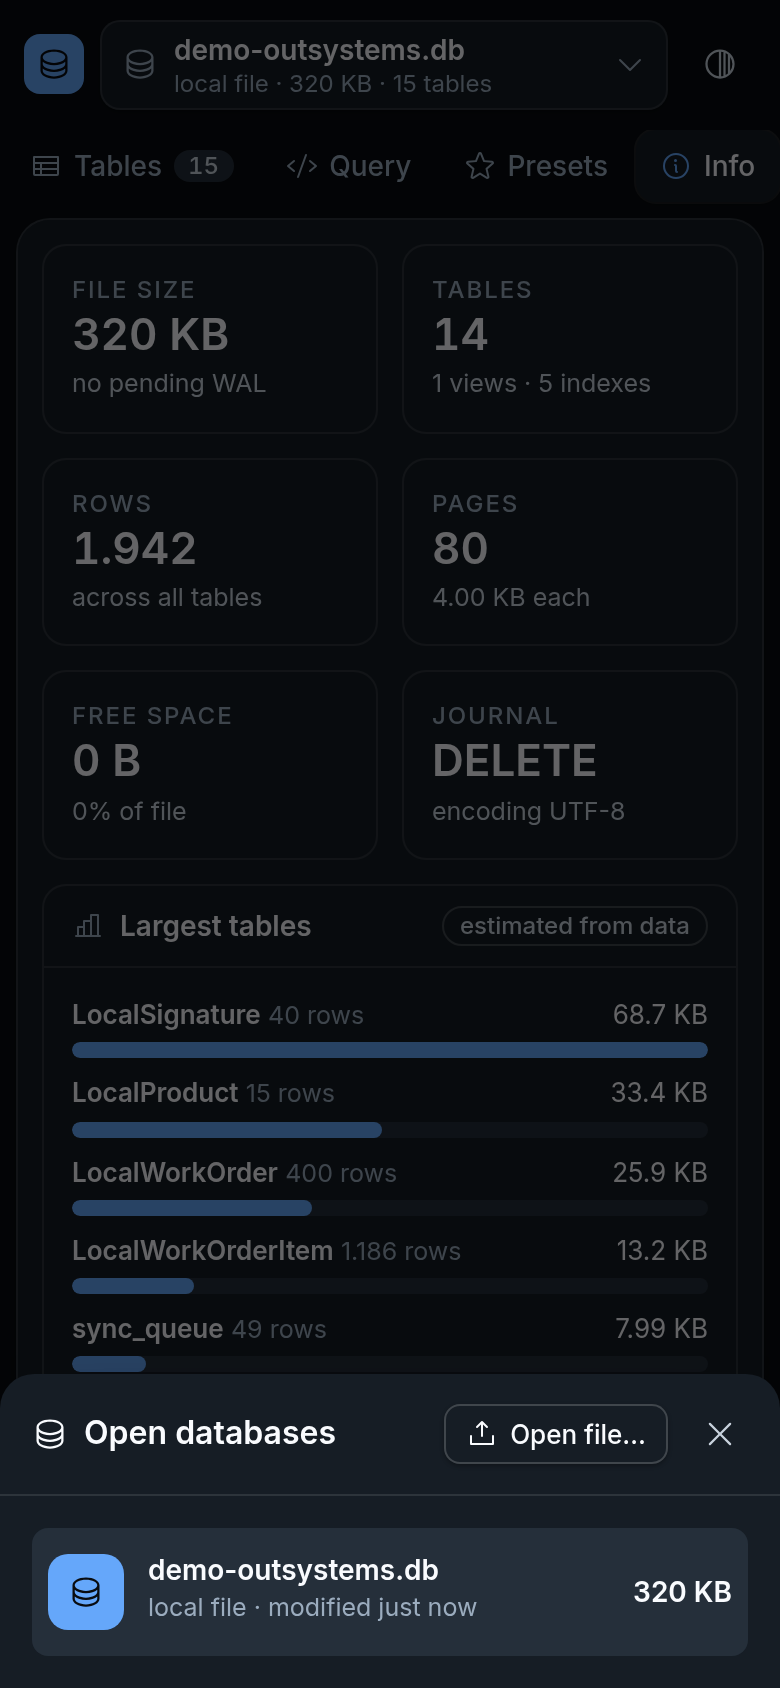 demo-outsystems.db
local file · 320 KB · 15 tables
Tables 15 Query Presets Info
FILE SIZE
320 KB
no pending WAL
TABLES
14
1 views · 5 indexes
ROWS
1.942
across all tables
PAGES
80
4.00 KB each
FREE SPACE
0 B
0% of file
JOURNAL
DELETE
encoding UTF-8
Largest tables estimated from data
LocalSignature 40 rows 68.7 KB
LocalProduct 15 rows 33.4 KB
LocalWorkOrder 400 rows 25.9 KB
LocalWorkOrderItem 1.186 rows 13.2 KB
sync_queue 49 rows 7.99 KB
Open databases Open file...
demo-outsystems.db
local file · modified just now
320 KB